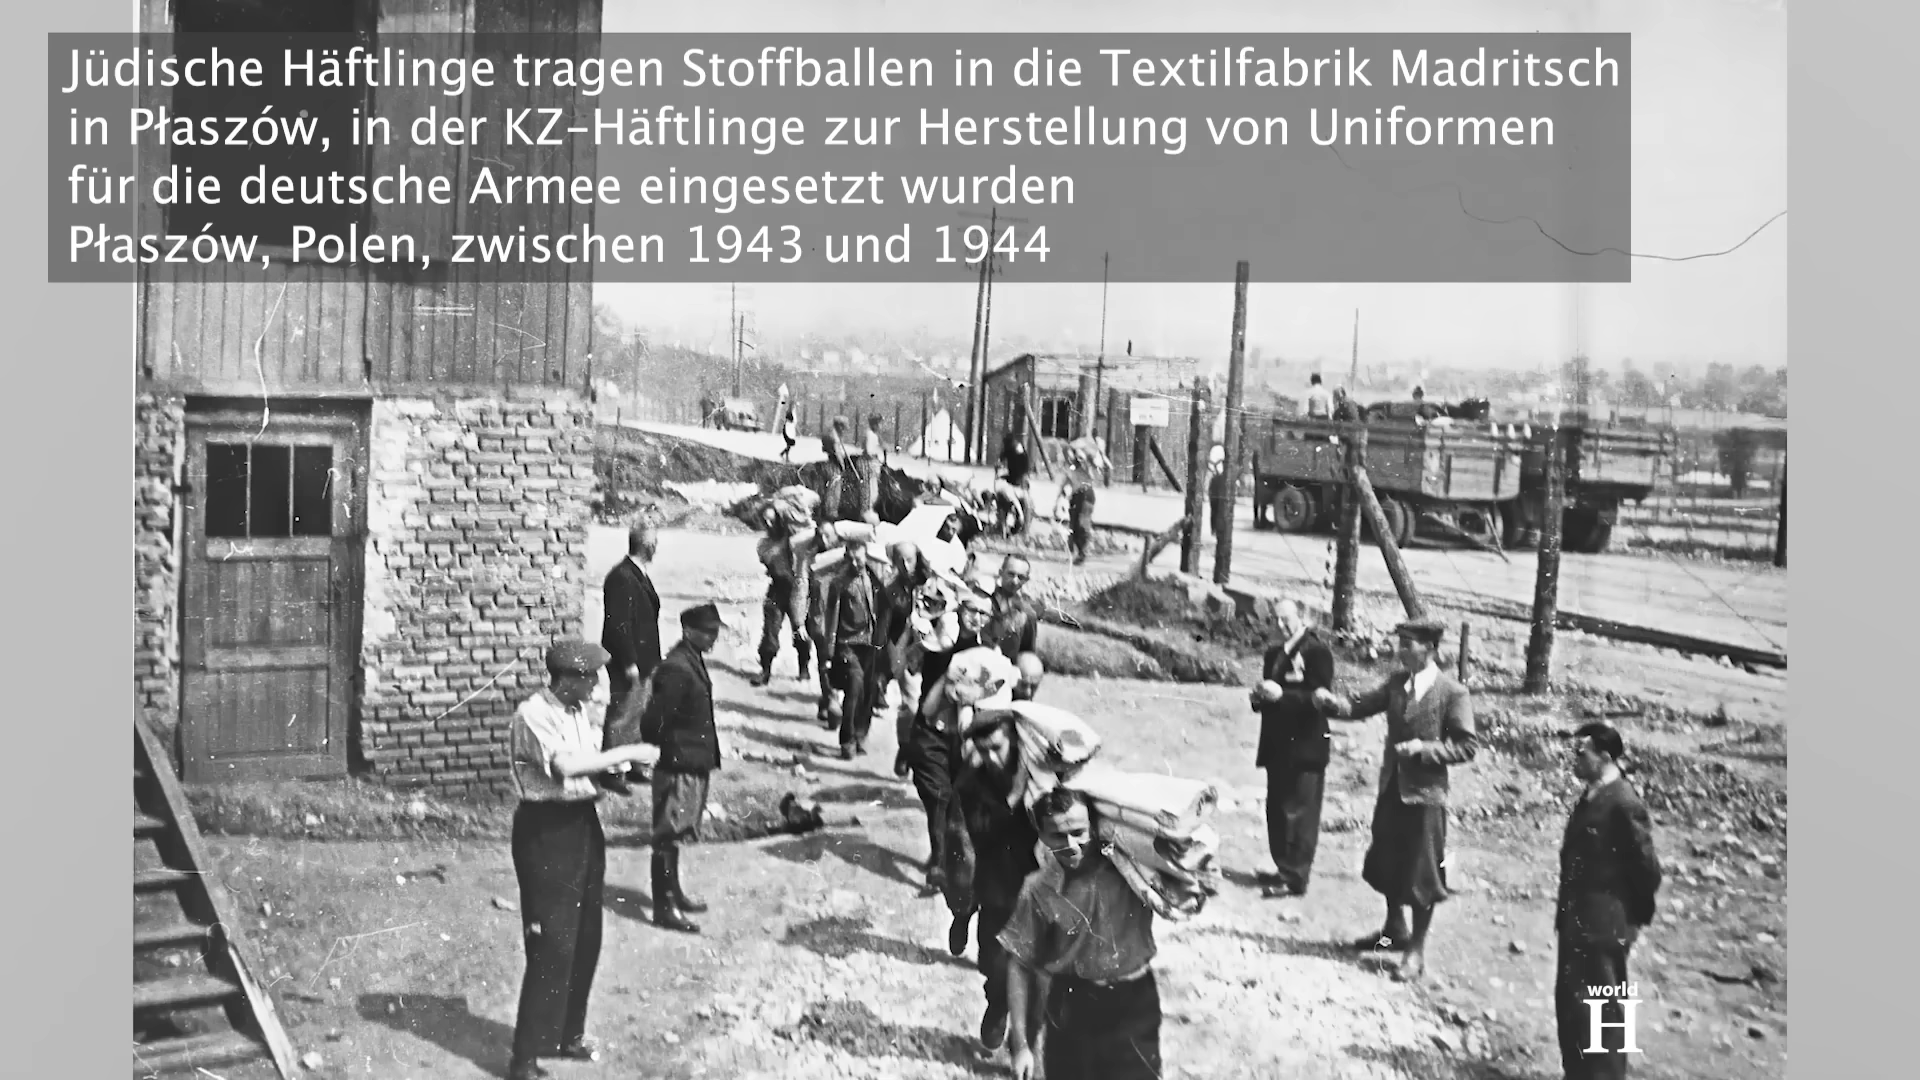 Jüdische Häftlinge tragen Stoffballen in die Textilfabrik Madritsch
in Płaszów, in der KZ-Häftlinge zur Herstellung von Uniformen
für die deutsche Armee eingesetzt wurden
Płaszów, Polen, zwischen 1943 und 1944
world
H